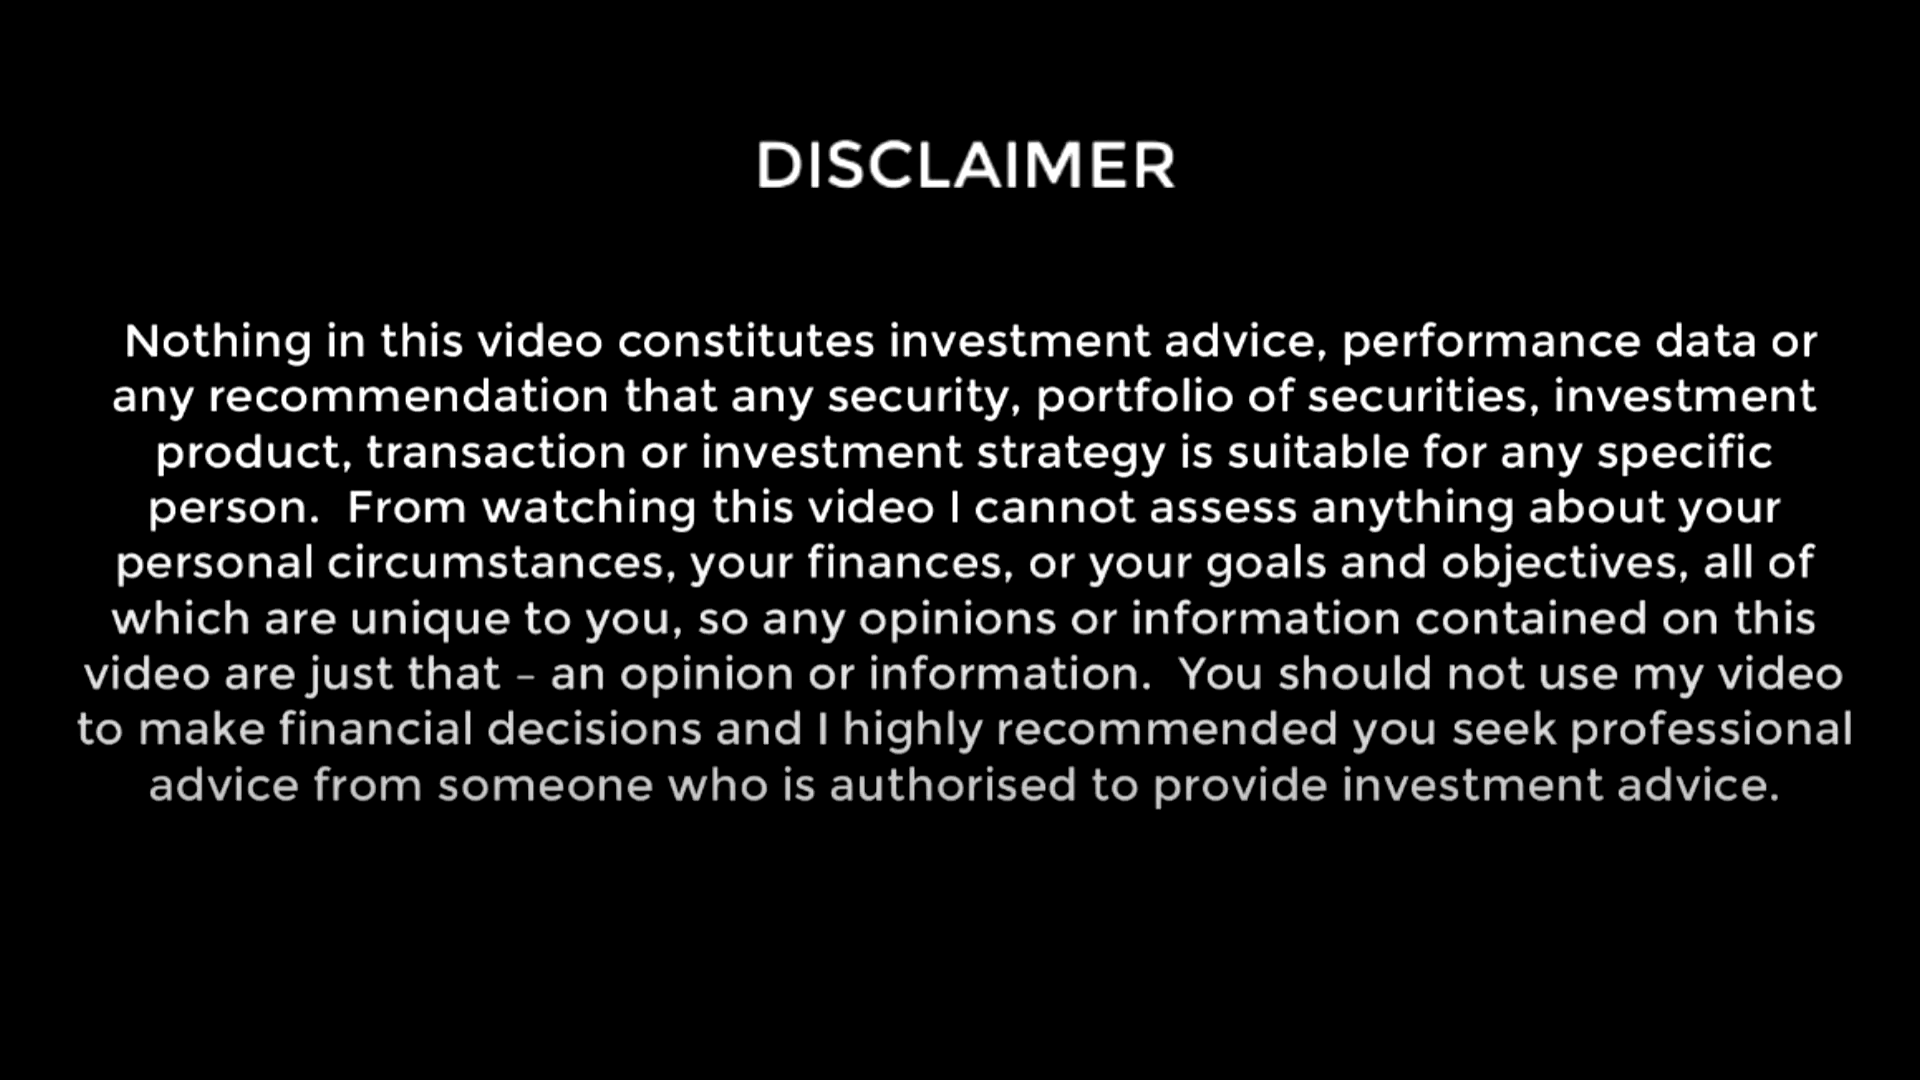 DISCLAIMER
Nothing in this video constitutes investment advice, performance data or
any recommendation that any security, portfolio of securities, investment
product, transaction or investment strategy is suitable for any specific
person.  From watching this video I cannot assess anything about your
personal circumstances, your finances, or your goals and objectives, all of
which are unique to you, so any opinions or information contained on this
video are just that – an opinion or information.  You should not use my video
to make financial decisions and I highly recommended you seek professional
advice from someone who is authorised to provide investment advice.